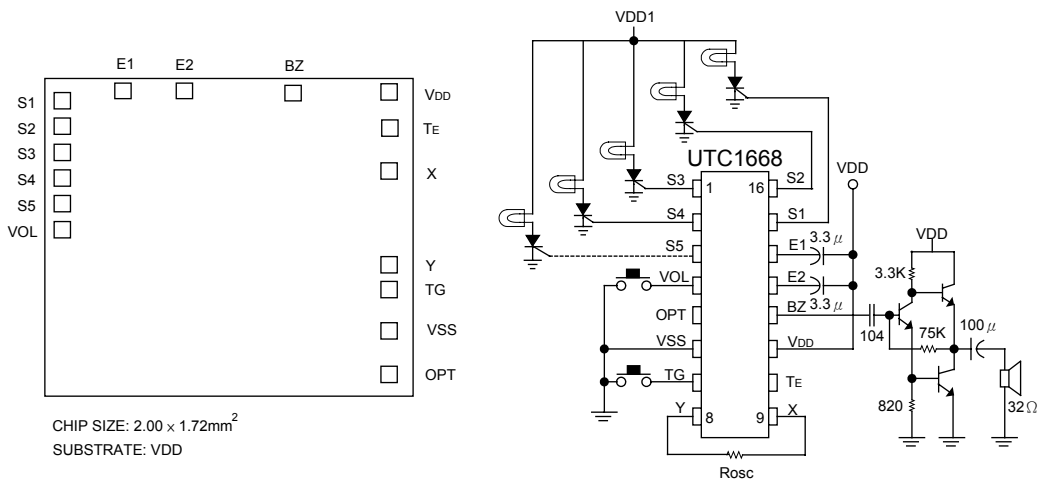 E1 E2 BZ
S1
S2
S3
S4
S5
VOL
VDD
TE
X
Y
TG
VSS
OPT
CHIP SIZE: 2.00 × 1.72mm²
SUBSTRATE: VDD
VDD1
UTC1668
VDD
S3 1 16 S2
S4 S1
S5 E1 3.3μ
VOL E2
OPT BZ 3.3μ
VSS VDD
TG TE
Y 8 9 X
Rosc
VDD
3.3K
104
75K
100μ
820
32Ω